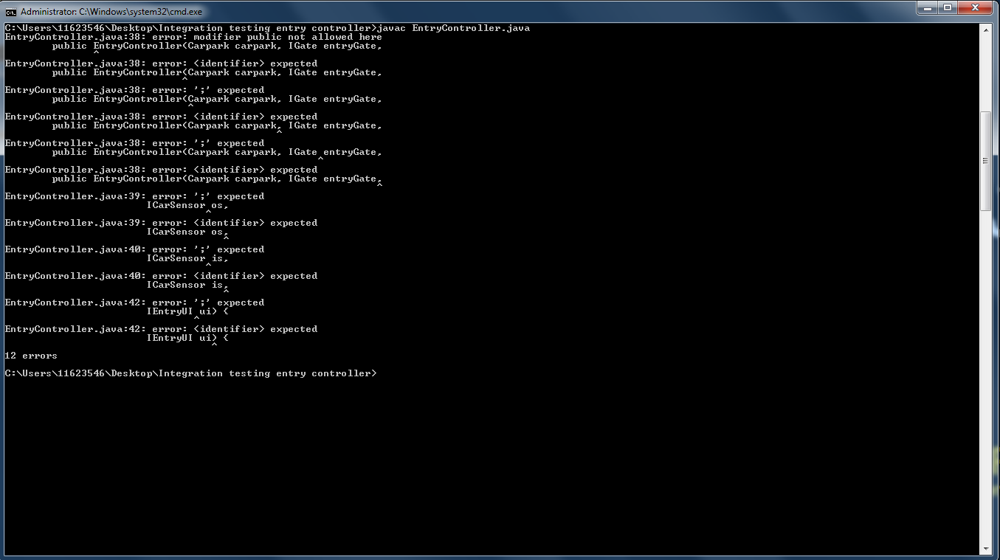 Administrator: C:\Windows\system32\cmd.exe
C:\Users\11623546\Desktop\Integration testing entry controller>javac EntryController.java
EntryController.java:38: error: modifier public not allowed here
public EntryController(Carpark carpark, IGate entryGate,
^
EntryController.java:38: error: <identifier> expected
public EntryController(Carpark carpark, IGate entryGate,
^
EntryController.java:38: error: ';' expected
public EntryController(Carpark carpark, IGate entryGate,
^
EntryController.java:38: error: <identifier> expected
public EntryController(Carpark carpark, IGate entryGate,
^
EntryController.java:38: error: ';' expected
public EntryController(Carpark carpark, IGate entryGate,
^
EntryController.java:38: error: <identifier> expected
public EntryController(Carpark carpark, IGate entryGate,
^
EntryController.java:39: error: ';' expected
ICarSensor os,
^
EntryController.java:39: error: <identifier> expected
ICarSensor os,
^
EntryController.java:40: error: ';' expected
ICarSensor is,
^
EntryController.java:40: error: <identifier> expected
ICarSensor is,
^
EntryController.java:42: error: ';' expected
IEntryUI ui) {
^
EntryController.java:42: error: <identifier> expected
IEntryUI ui) {
^
12 errors
C:\Users\11623546\Desktop\Integration testing entry controller>